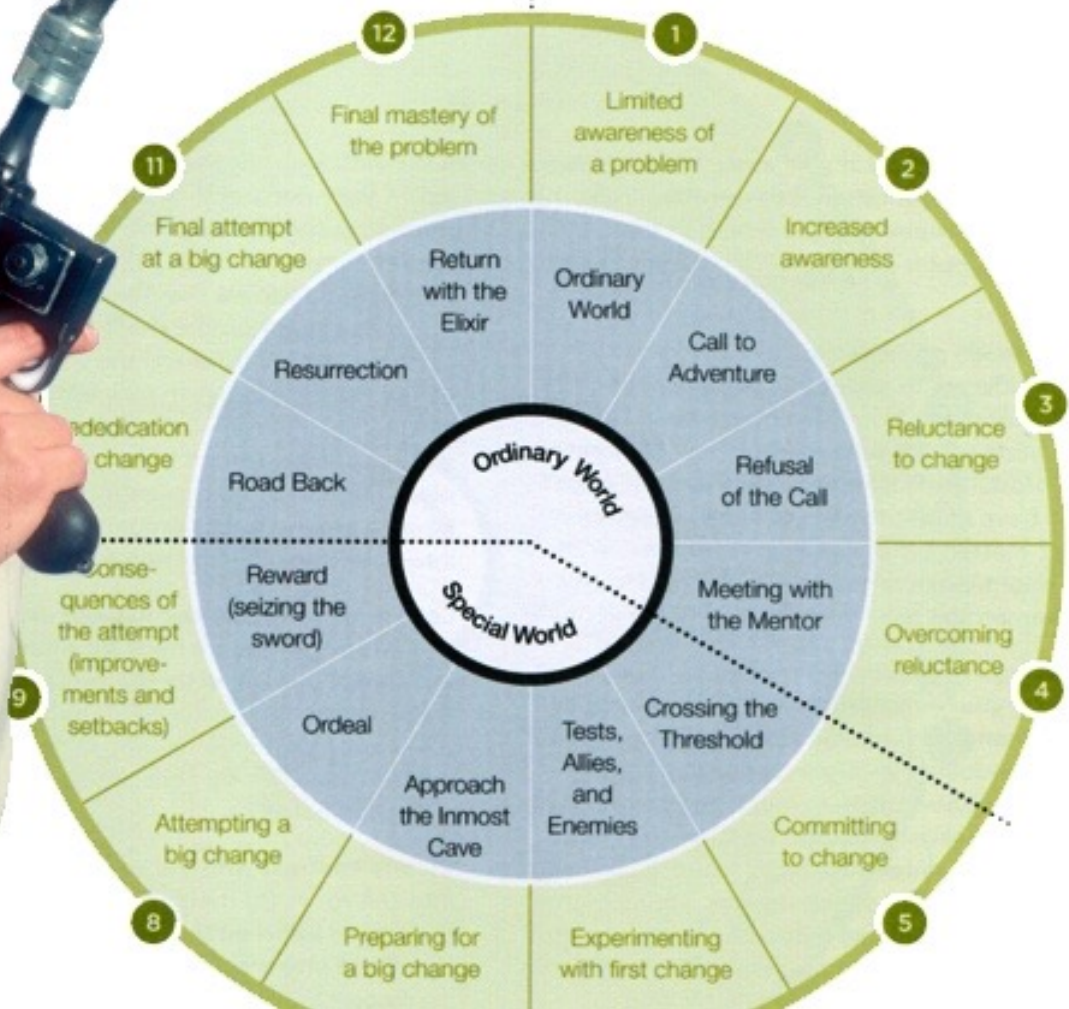 12
1
Final mastery of
the problem
Limited
awareness of
a problem
11
2
Final attempt
at a big change
Increased
awareness
Return
with the
Elixir
Ordinary
World
Resurrection
Call to
Adventure
3
change
Reluctance
to change
Road Back
Ordinary World
Refusal
of the Call
Reward
(seizing the
sword)
Special World
Meeting with
the Mentor
quences of
the attempt
(improve-
ments and
setbacks)
9
Overcoming
reluctance
4
Ordeal
Crossing the
Threshold
Tests,
Allies,
and
Enemies
Approach
the Inmost
Cave
Attempting a
big change
Committing
to change
8
5
Preparing for
a big change
Experimenting
with first change